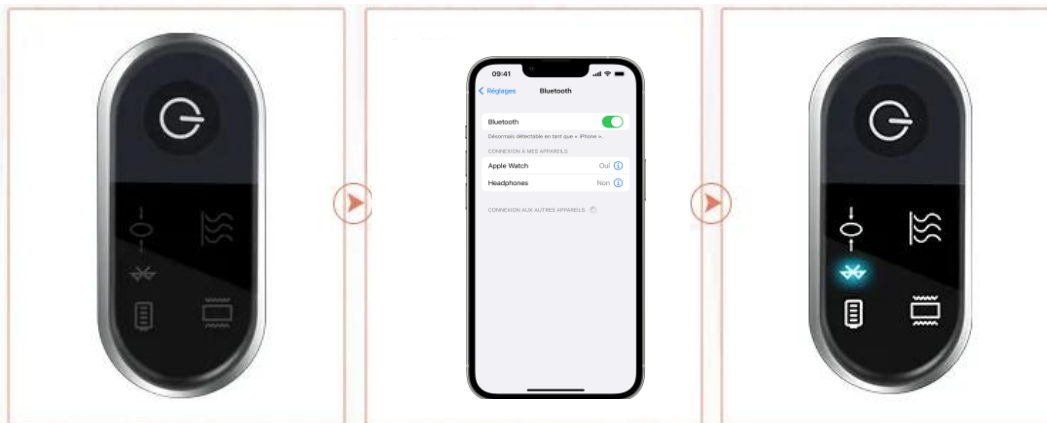 09:41
Réglages
Bluetooth
Bluetooth
Désormais détectable en tant que « iPhone ».
CONNEXION À MES APPAREILS
Apple Watch
Oui
Headphones
Non
CONNEXION AUX AUTRES APPAREILS